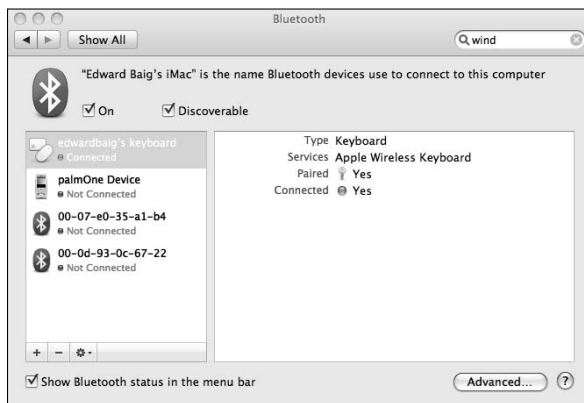 Bluetooth
Show All
wind
"Edward Baig's iMac" is the name Bluetooth devices use to connect to this computer
On
Discoverable
edwardbaig's keyboard
Connected
palmOne Device
Not Connected
00-07-e0-35-a1-b4
Not Connected
00-0d-93-0c-67-22
Not Connected
Type Keyboard
Services Apple Wireless Keyboard
Paired Yes
Connected Yes
Show Bluetooth status in the menu bar
Advanced...
?